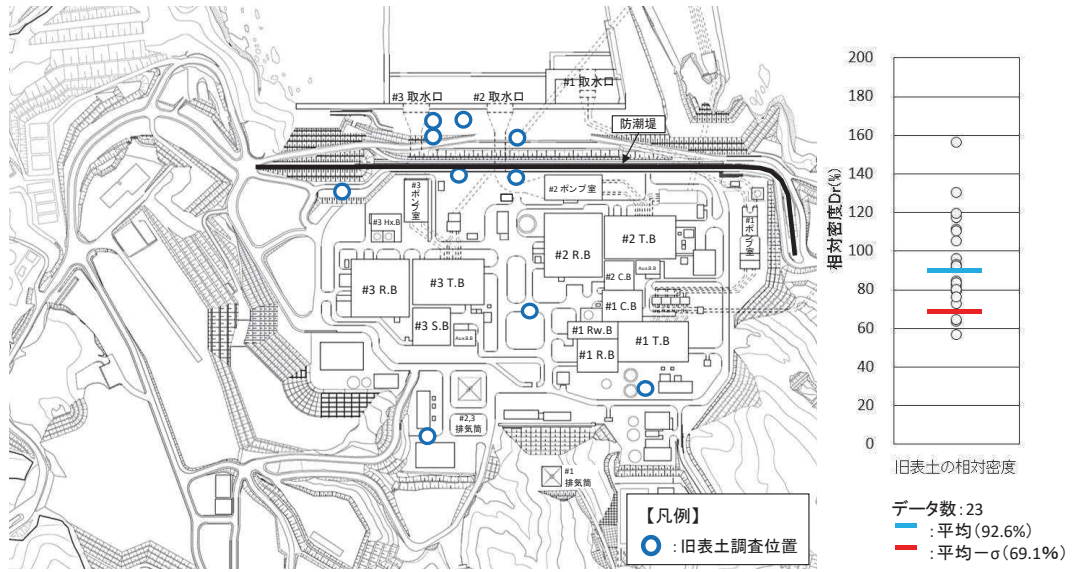 #1 取水口
#3 取水口
#2 取水口
防潮堤
#3
ポンプ室
#2 ポンプ室
#1
ポンプ室
#3 Hx.B
#2 T.B
#2 R.B
Aux.B.B
#2 C.B
#3 R.B
#3 T.B
#1 C.B
#3 S.B
Aux.B.B
#1 Rw.B
#1 T.B
#1 R.B
#2,3
排気筒
#1
排気筒
【凡例】
:旧表土調査位置
相対密度Dr(%)
200
180
160
140
120
100
80
60
40
20
0
旧表土の相対密度
データ数:23
:平均(92.6%)
:平均-σ(69.1%)